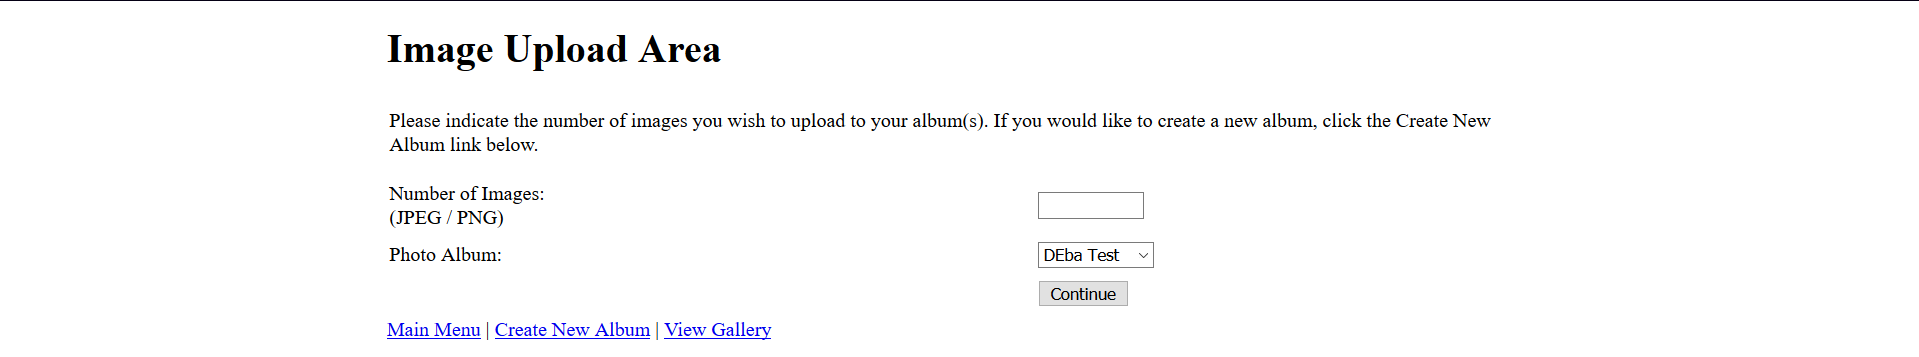 Image Upload Area
Please indicate the number of images you wish to upload to your album(s). If you would like to create a new album, click the Create New
Album link below.
Number of Images:
(JPEG / PNG)
Photo Album:
DEba Test
Continue
Main Menu | Create New Album | View Gallery